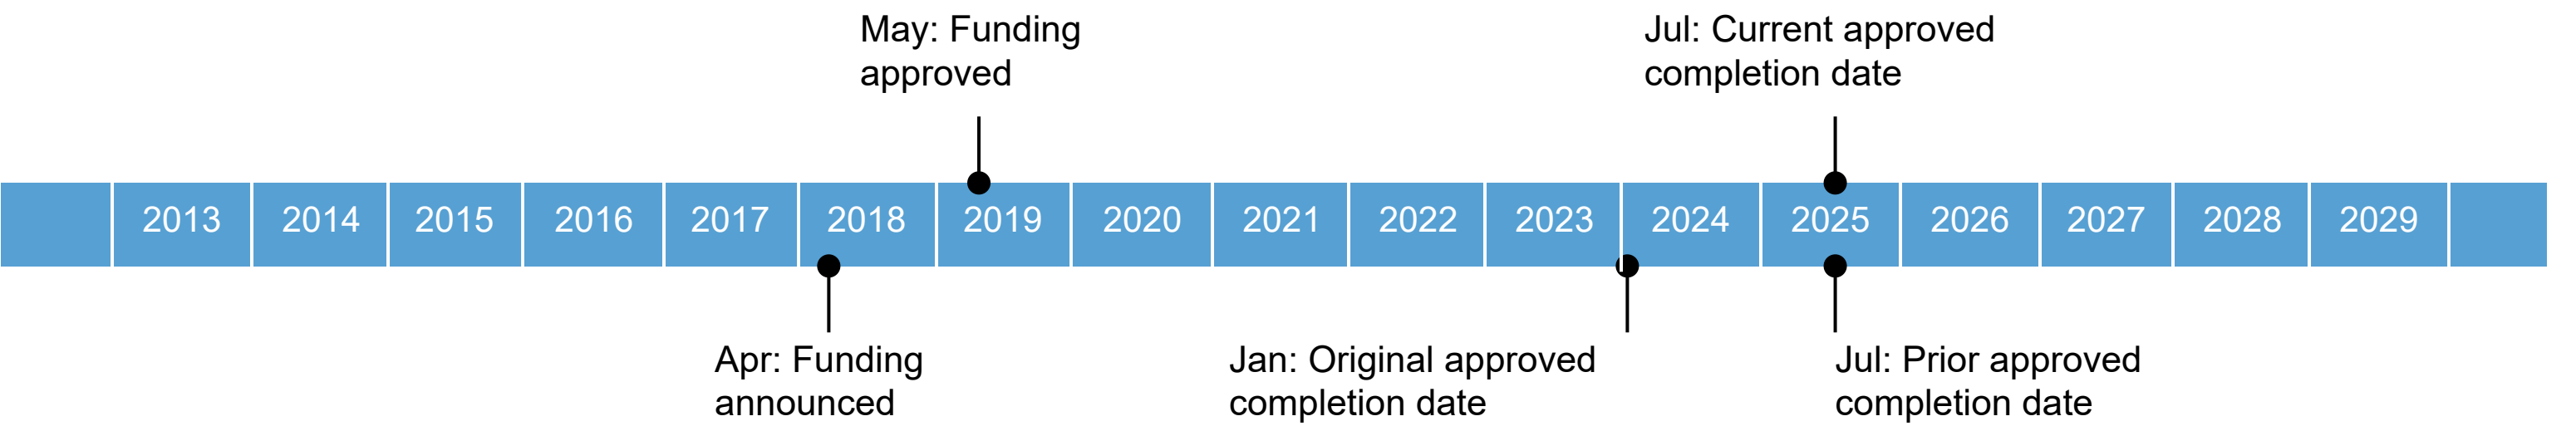 May: Funding
approved
Jul: Current approved
completion date
2013 2014 2015 2016 2017 2018 2019 2020 2021 2022 2023 2024 2025 2026 2027 2028 2029
Apr: Funding
announced
Jan: Original approved
completion date
Jul: Prior approved
completion date